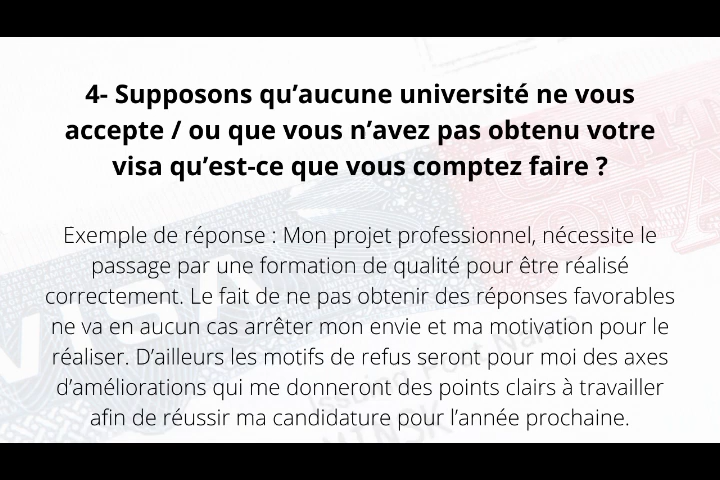 4- Supposons qu’aucune université ne vous
accepte / ou que vous n’avez pas obtenu votre
visa qu’est-ce que vous comptez faire ?
Exemple de réponse : Mon projet professionnel, nécessite le
passage par une formation de qualité pour être réalisé
correctement. Le fait de ne pas obtenir des réponses favorables
ne va en aucun cas arrêter mon envie et ma motivation pour le
réaliser. D’ailleurs les motifs de refus seront pour moi des axes
d’améliorations qui me donneront des points clairs à travailler
afin de réussir ma candidature pour l’année prochaine.
VISA